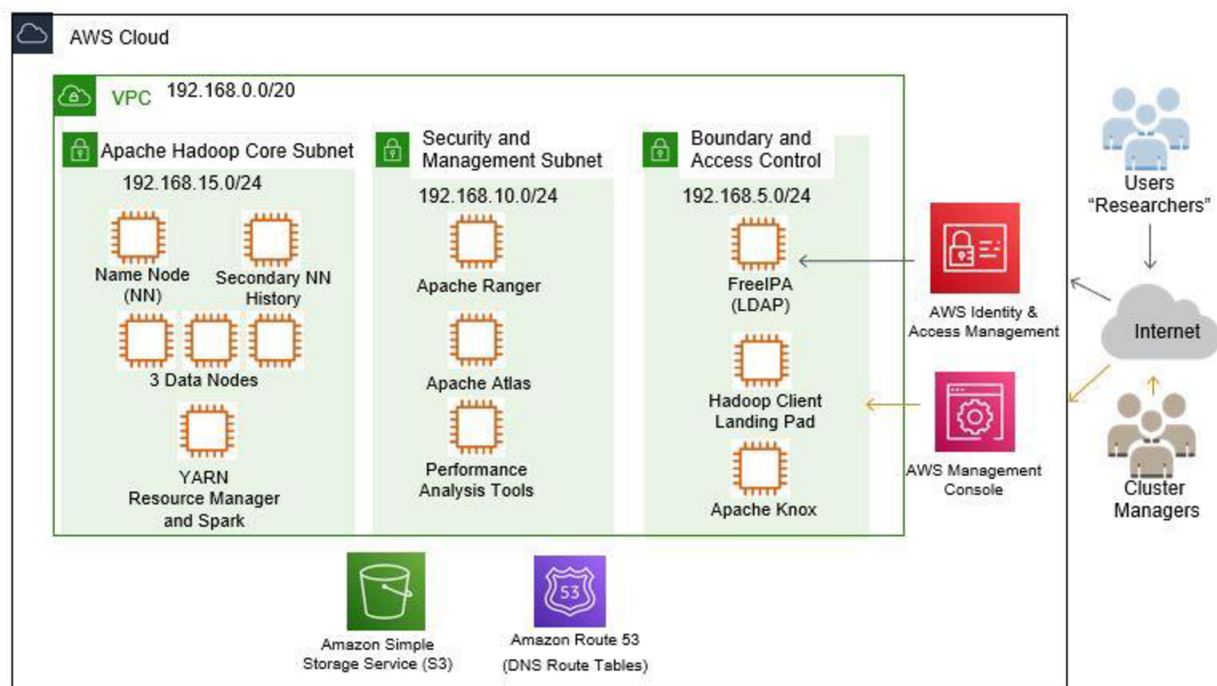 AWS Cloud
VPC 192.168.0.0/20
Apache Hadoop Core Subnet
192.168.15.0/24
Name Node
(NN)
Secondary NN
History
3 Data Nodes
YARN
Resource Manager
and Spark
Security and
Management Subnet
192.168.10.0/24
Apache Ranger
Apache Atlas
Performance
Analysis Tools
Boundary and
Access Control
192.168.5.0/24
FreeIPA
(LDAP)
Hadoop Client
Landing Pad
Apache Knox
AWS Identity &
Access Management
AWS Management
Console
Users
“Researchers”
Internet
Cluster
Managers
Amazon Simple
Storage Service (S3)
53
Amazon Route 53
(DNS Route Tables)